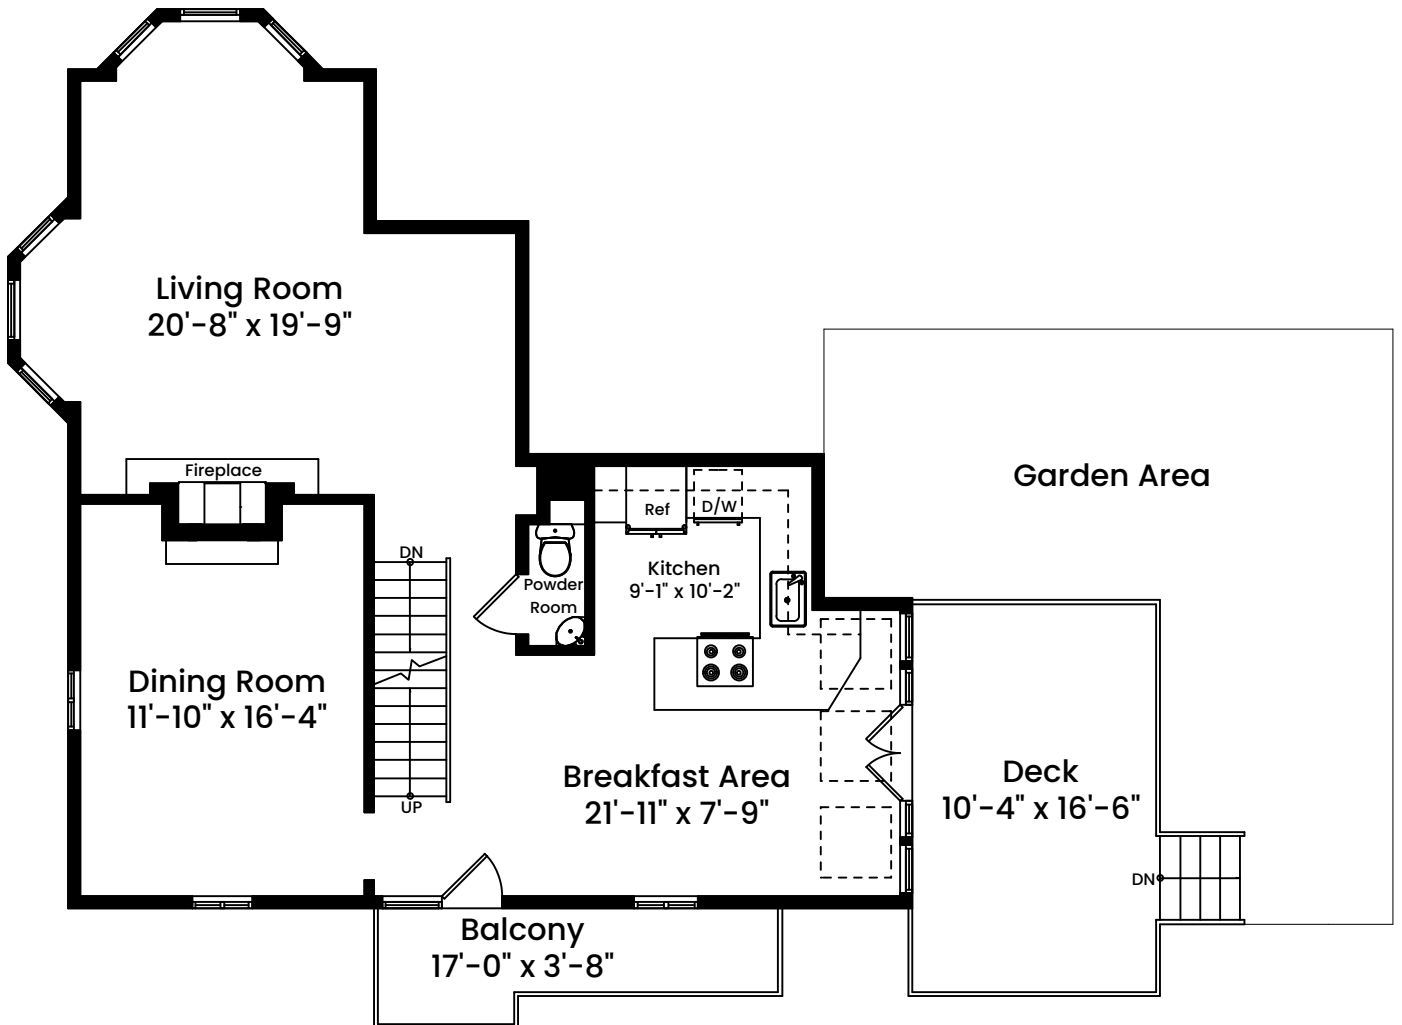 Living Room
20'-8" x 19'-9"
Fireplace
Garden Area
Ref
D/W
Kitchen
9'-1" x 10'-2"
DN
Powder
Room
Dining Room
11'-10" x 16'-4"
Breakfast Area
21'-11" x 7'-9"
Deck
10'-4" x 16'-6"
UP
DN
Balcony
17'-0" x 3'-8"